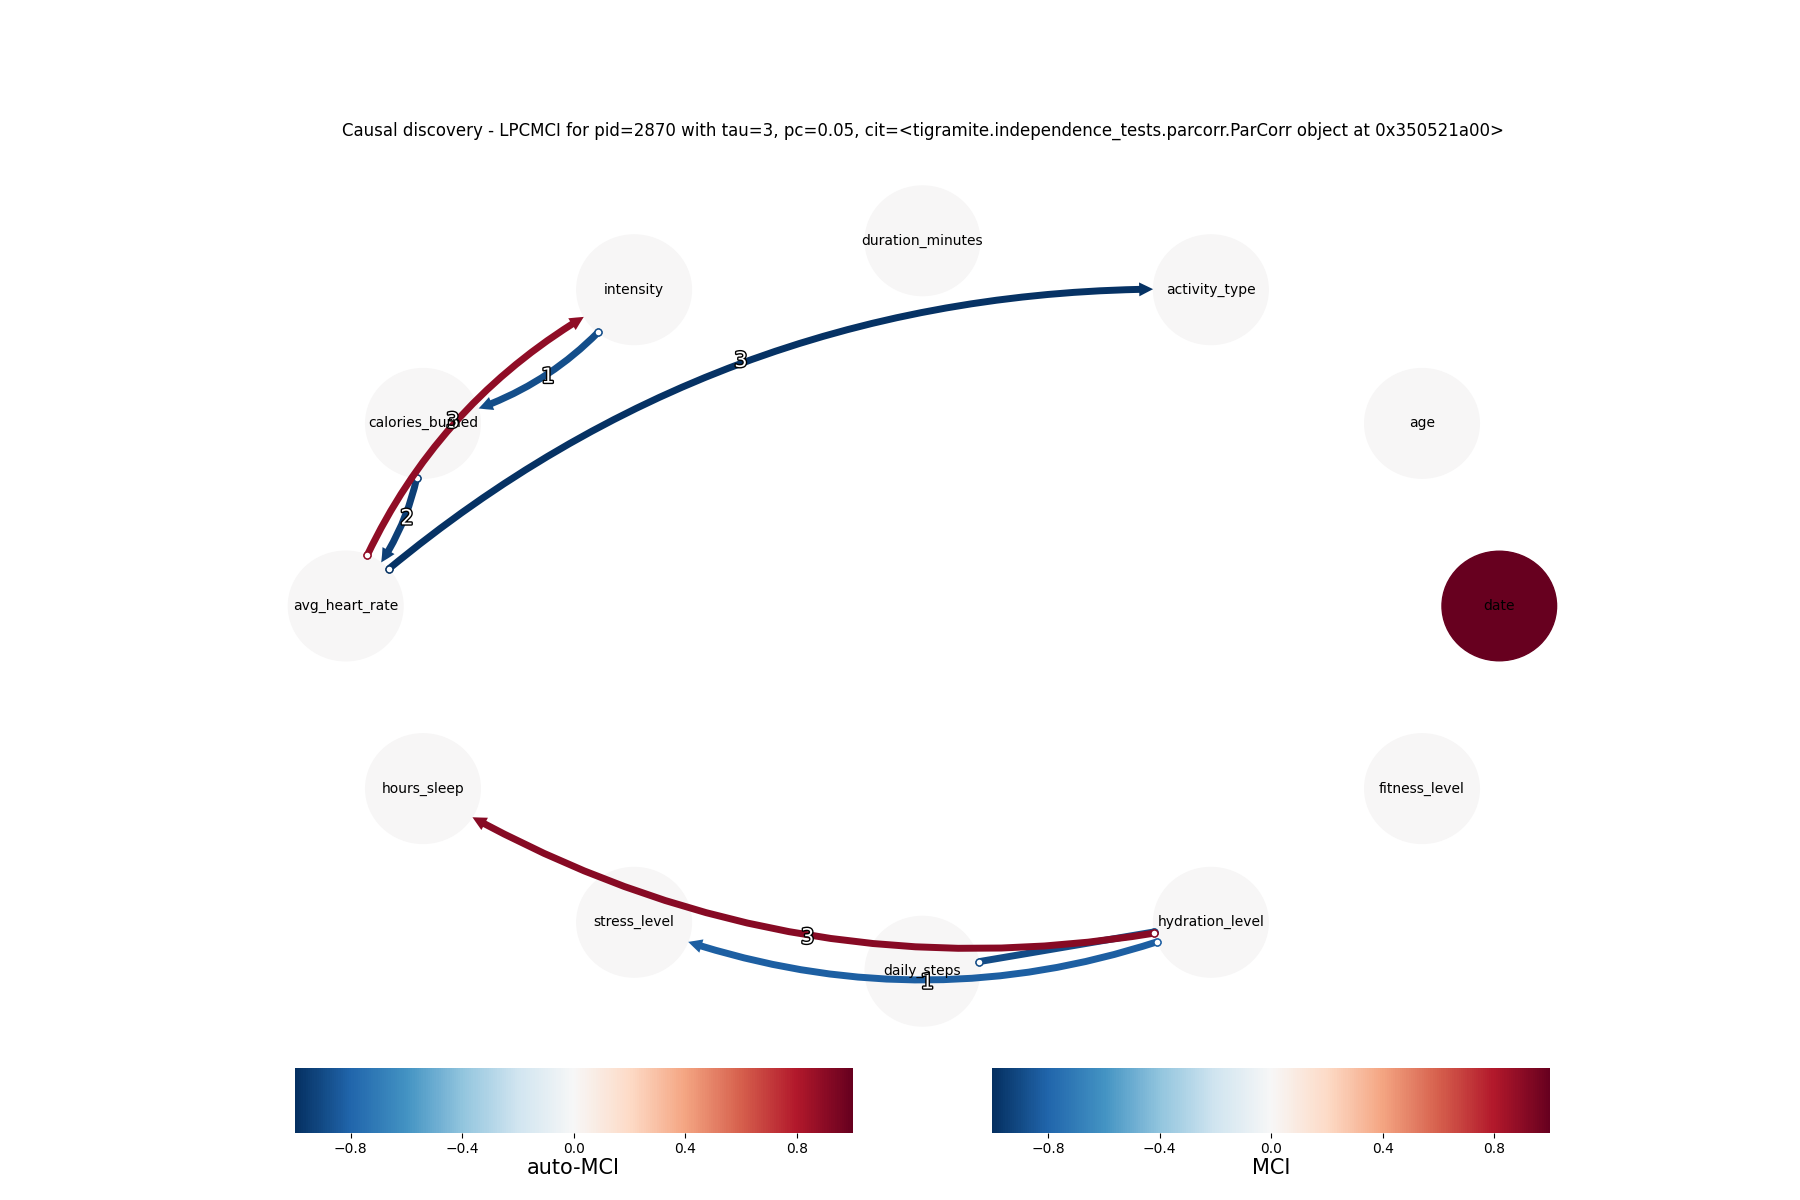 Causal discovery - LPCMCI for pid=2870 with tau=3, pc=0.05, cit=<tigramite.independence_tests.parcorr.ParCorr object at 0x350521a00>
duration_minutes
intensity
activity_type
3
1
3
calories_burned
age
2
avg_heart_rate
date
hours_sleep
fitness_level
stress_level
hydration_level
3
daily_steps
1
−0.8 −0.4 0.0 0.4 0.8
auto-MCI
−0.8 −0.4 0.0 0.4 0.8
MCI